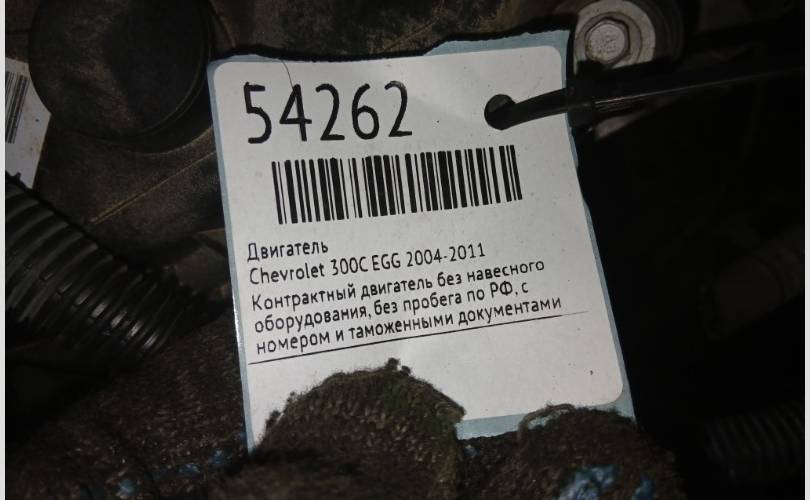 54262
Двигатель
Chevrolet 300C EGG 2004-2011
Контрактный двигатель без навесного
оборудования, без пробега по РФ, с
номером и таможенными документами